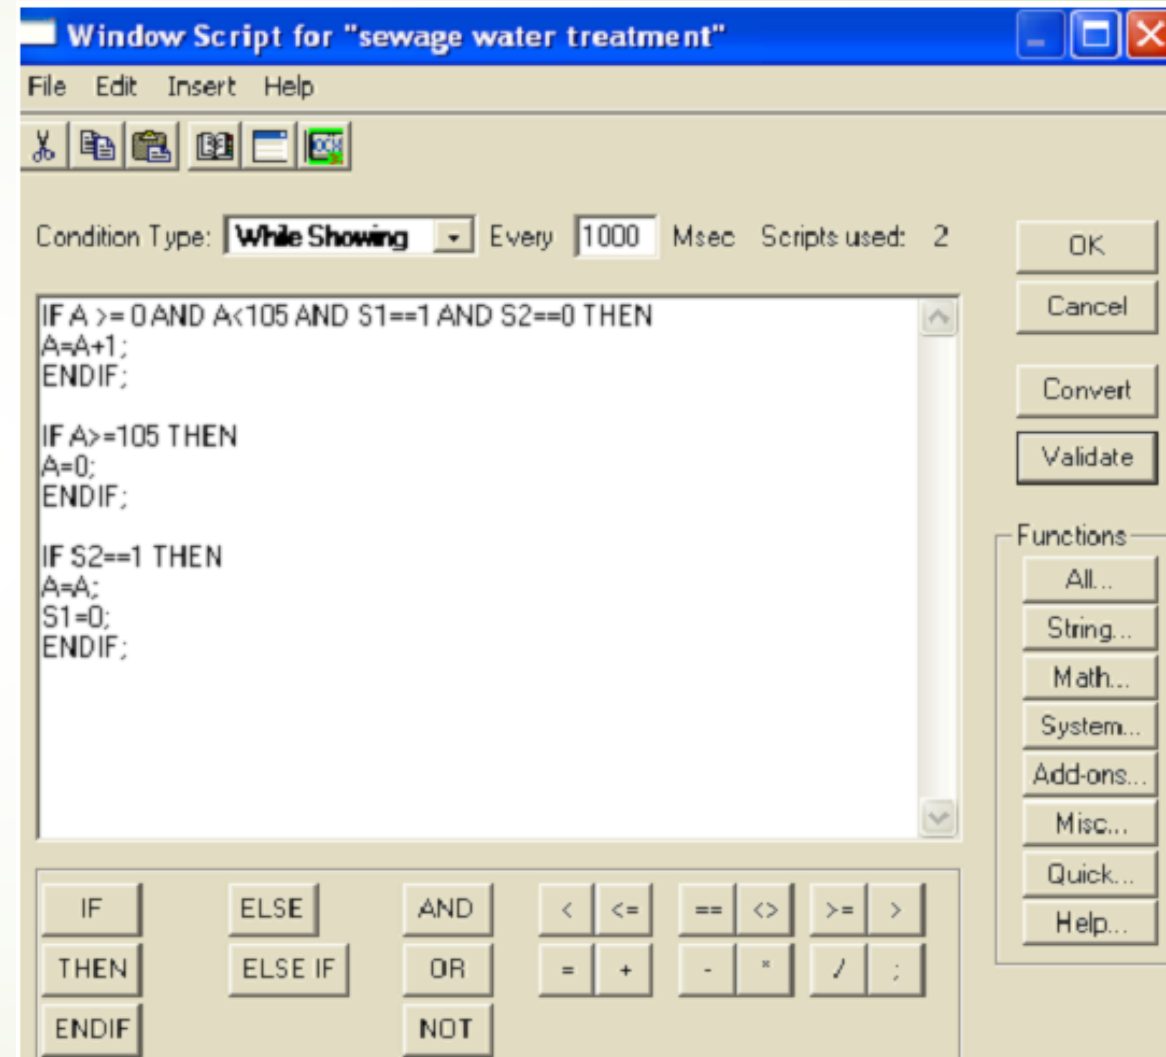 Window Script for "sewage water treatment"
File Edit Insert Help
Condition Type: While Showing Every 1000 Msec Scripts used: 2
IF A >= 0 AND A<105 AND S1==1 AND S2==0 THEN
A=A+1;
ENDIF;
IF A>=105 THEN
A=0;
ENDIF;
IF S2==1 THEN
A=A;
S1=0;
ENDIF;
OK
Cancel
Convert
Validate
Functions
All...
String...
Math...
System...
Add-ons...
Misc...
Quick...
Help...
IF ELSE AND < <= == <> >= >
THEN ELSE IF OR = + - * / ;
ENDIF NOT